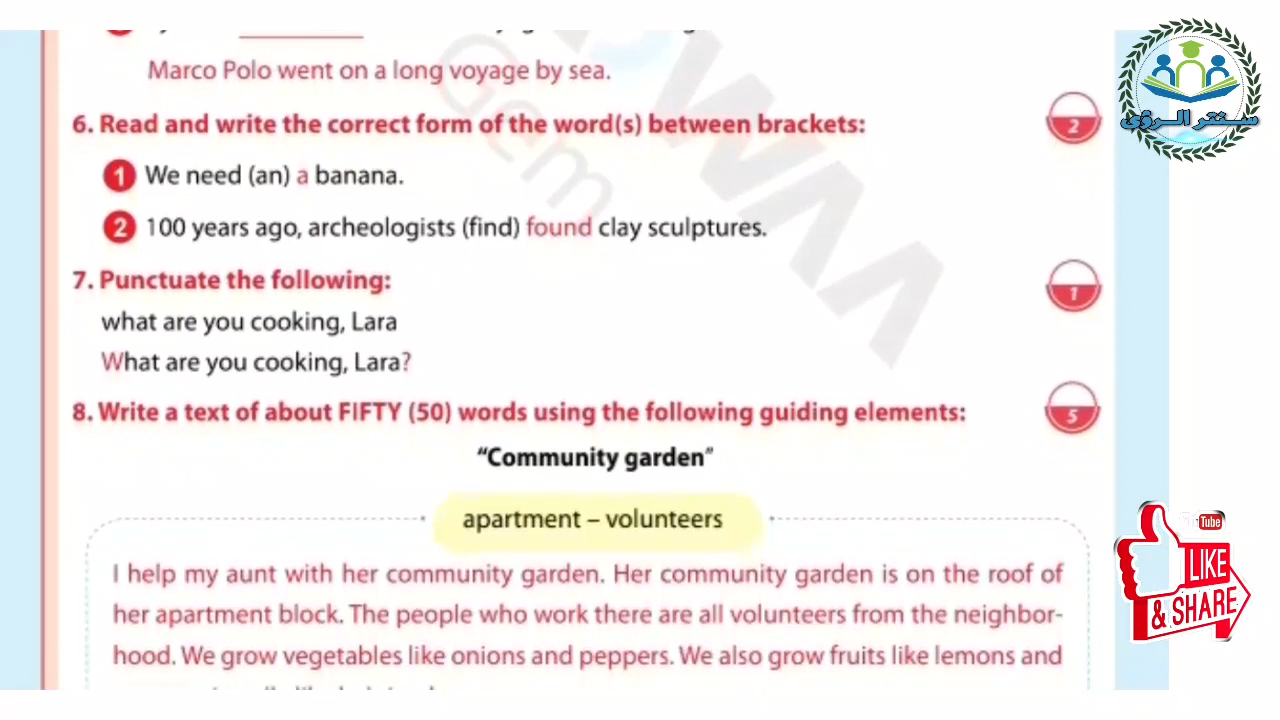 Marco Polo went on a long voyage by sea.
6. Read and write the correct form of the word(s) between brackets:
2
1 We need (an) a banana.
2 100 years ago, archeologists (find) found clay sculptures.
7. Punctuate the following:
1
what are you cooking, Lara
What are you cooking, Lara?
8. Write a text of about FIFTY (50) words using the following guiding elements:
5
"Community garden"
apartment – volunteers
I help my aunt with her community garden. Her community garden is on the roof of
her apartment block. The people who work there are all volunteers from the neighbor-
hood. We grow vegetables like onions and peppers. We also grow fruits like lemons and
Gem
سنتر الرؤى
Tube
LIKE
& SHARE